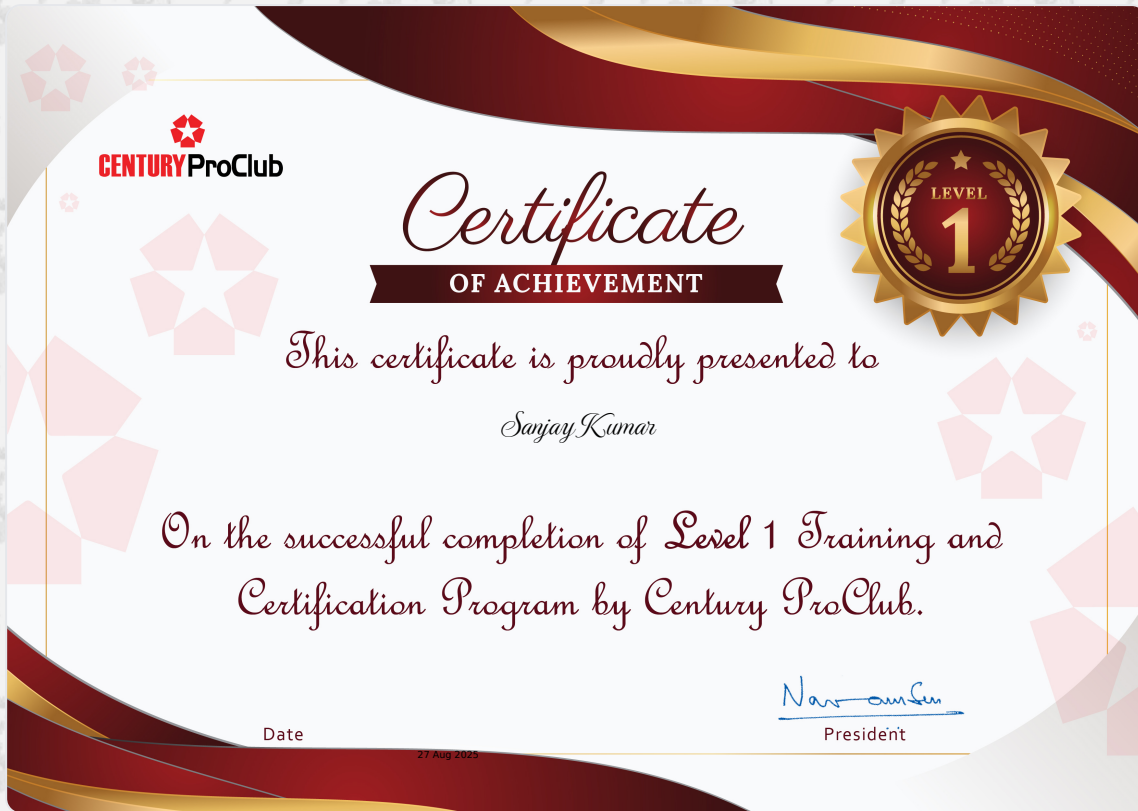 CENTURY ProClub
LEVEL
1
Certificate
OF ACHIEVEMENT
This certificate is proudly presented to
Sanjay Kumar
On the successful completion of Level 1 Training and
Certification Program by Century ProClub.
Date
President
27 Aug 2025